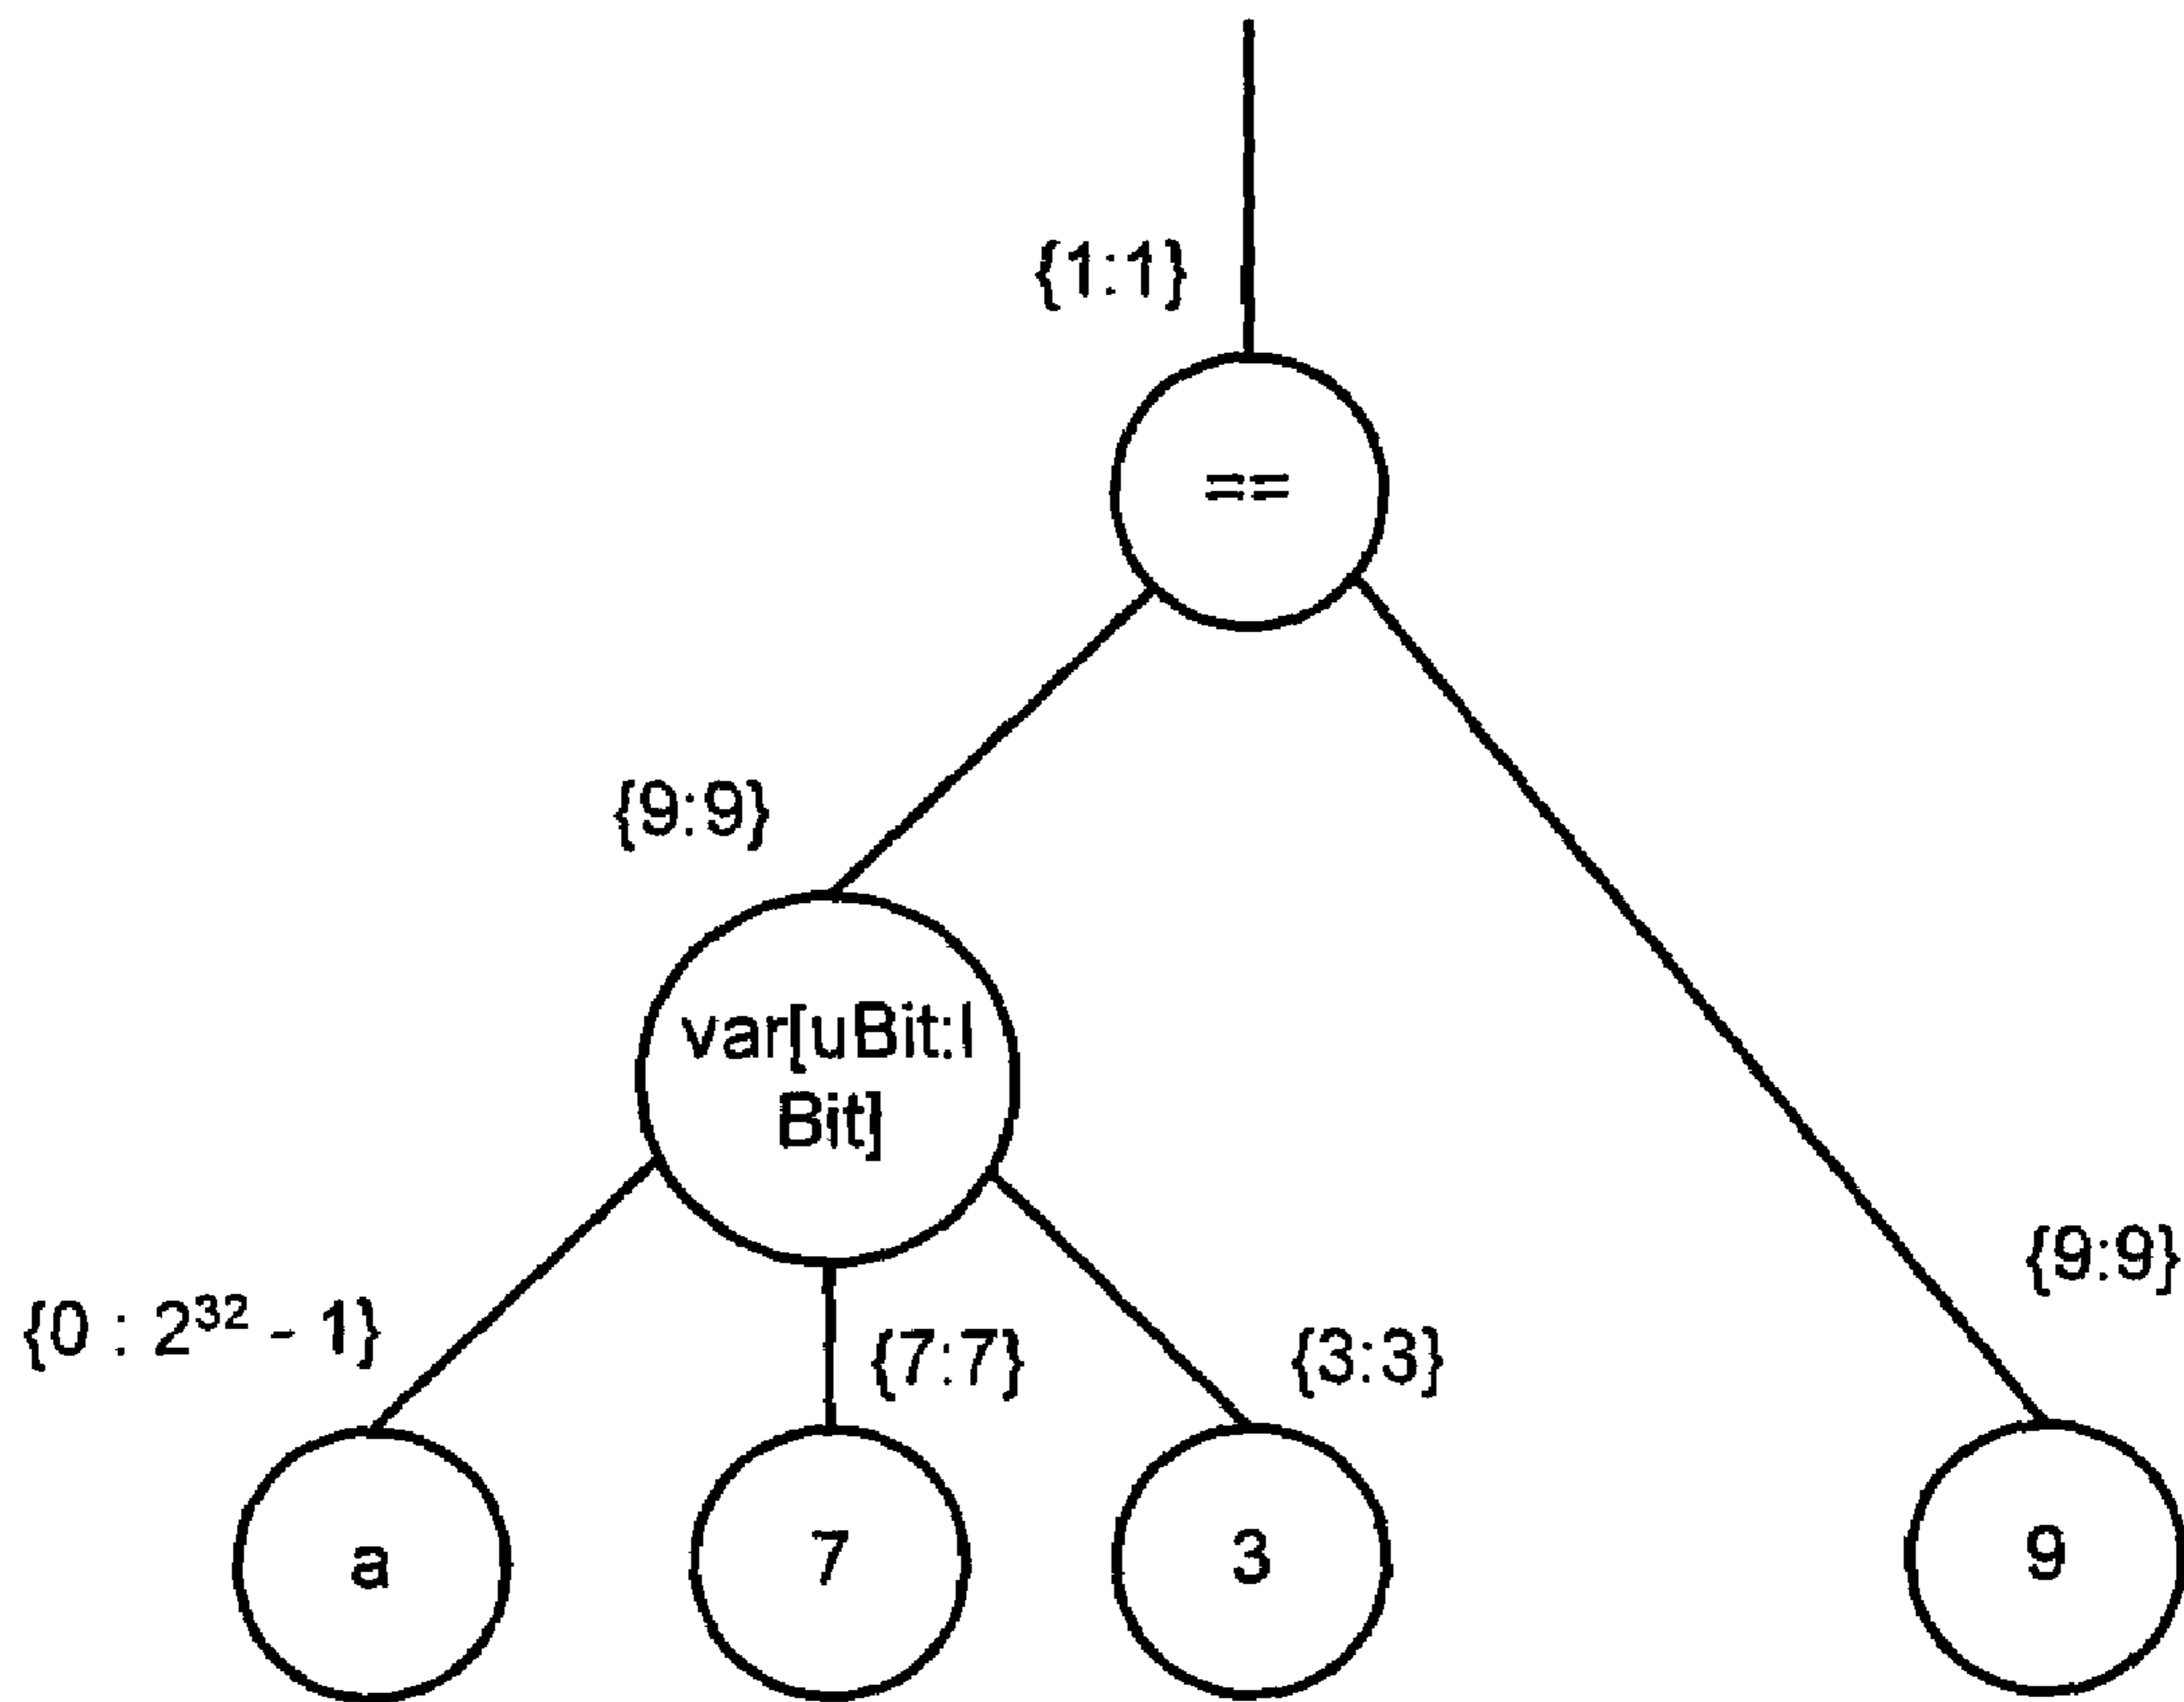 {1:1}
==
{9:9}
var[uBit:l
Bit]
{9:9}
{0 : 2³² - 1}
{7:7}
{3:3}
a
7
3
9